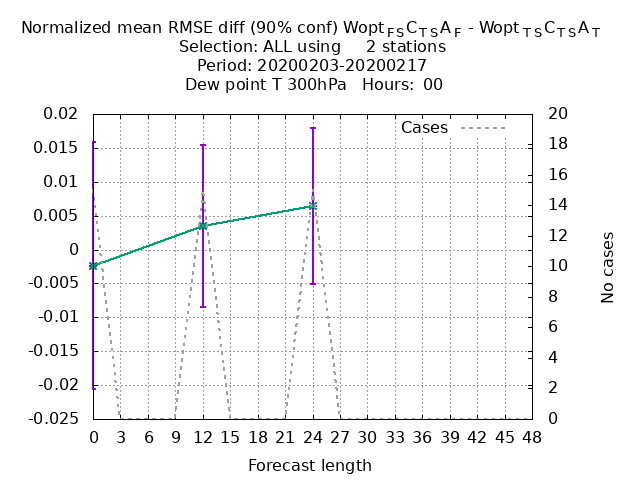 Normalized mean RMSE diff (90% conf) Wopt FS C TS A F - Wopt TS C TS A T
Selection: ALL using 2 stations
Period: 20200203-20200217
Dew point T 300hPa Hours: 00
Cases
0.02
0.015
0.01
0.005
0
-0.005
-0.01
-0.015
-0.02
-0.025
20
18
16
14
12
10
8
6
4
2
0
No cases
0 3 6 9 12 15 18 21 24 27 30 33 36 39 42 45 48
Forecast length